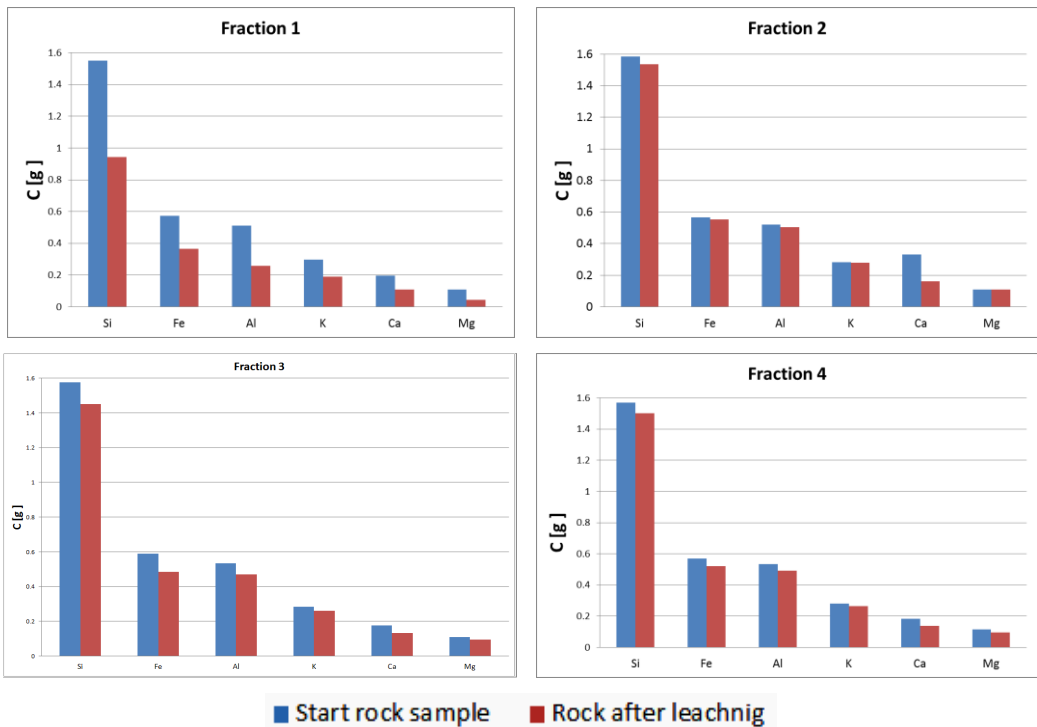 Fraction 1
1.6
1.4
1.2
1
0.8
0.6
0.4
0.2
0
C [g ]
Si Fe Al K Ca Mg
Fraction 2
1.6
1.4
1.2
1
0.8
0.6
0.4
0.2
0
C [g ]
Si Fe Al K Ca Mg
Fraction 3
1.6
1.4
1.2
1
0.8
0.6
0.4
0.2
0
C [g ]
Si Fe Al K Ca Mg
Fraction 4
1.6
1.4
1.2
1
0.8
0.6
0.4
0.2
0
C [g ]
Si Fe Al K Ca Mg
Start rock sample Rock after leachnig